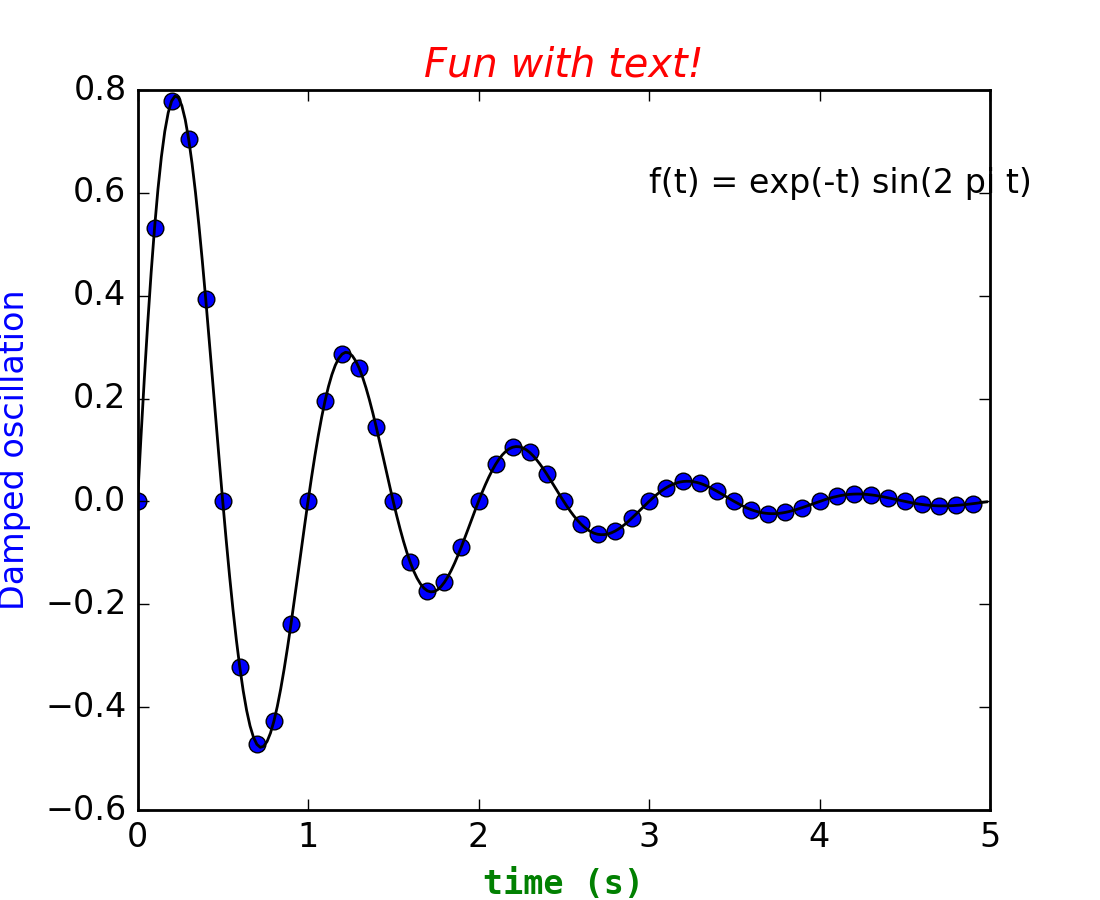 Fun with text!
0.8
0.6
0.4
0.2
0.0
−0.2
−0.4
−0.6
f(t) = exp(-t) sin(2 pi t)
Damped oscillation
0 1 2 3 4 5
time (s)